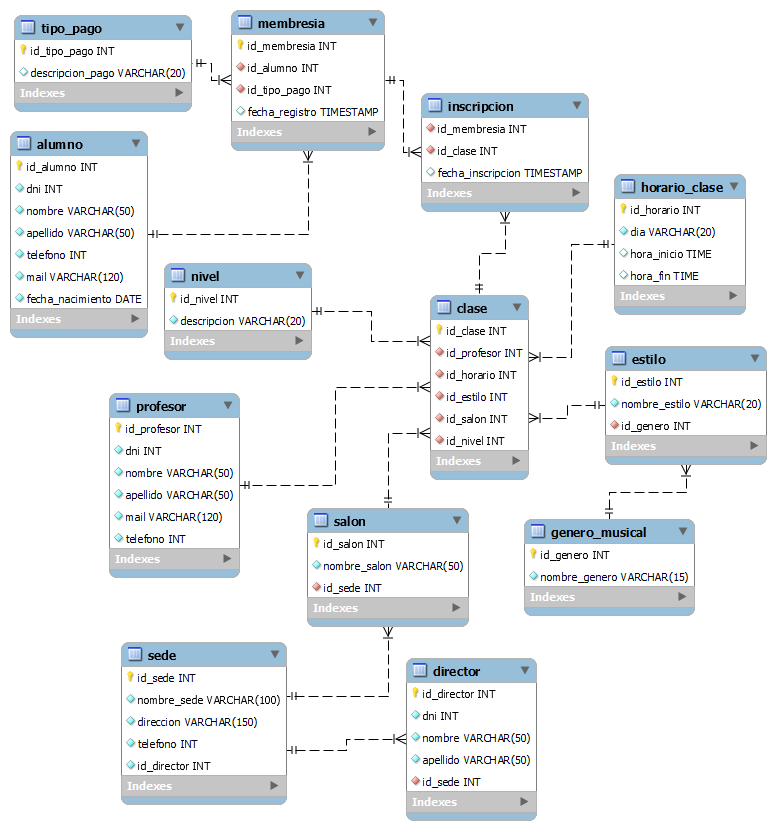 tipo_pago
id_tipo_pago INT
descripcion_pago VARCHAR(20)
Indexes
membresia
id_membresia INT
id_alumno INT
id_tipo_pago INT
fecha_registro TIMESTAMP
Indexes
inscripcion
id_membresia INT
id_clase INT
fecha_inscripcion TIMESTAMP
Indexes
alumno
id_alumno INT
dni INT
nombre VARCHAR(50)
apellido VARCHAR(50)
telefono INT
mail VARCHAR(120)
fecha_nacimiento DATE
Indexes
horario_clase
id_horario INT
dia VARCHAR(20)
hora_inicio TIME
hora_fin TIME
Indexes
nivel
id_nivel INT
descripcion VARCHAR(20)
Indexes
clase
id_clase INT
id_profesor INT
id_horario INT
id_estilo INT
id_salon INT
id_nivel INT
Indexes
estilo
id_estilo INT
nombre_estilo VARCHAR(20)
id_genero INT
Indexes
profesor
id_profesor INT
dni INT
nombre VARCHAR(50)
apellido VARCHAR(50)
mail VARCHAR(120)
telefono INT
Indexes
salon
id_salon INT
nombre_salon VARCHAR(50)
id_sede INT
Indexes
genero_musical
id_genero INT
nombre_genero VARCHAR(15)
Indexes
sede
id_sede INT
nombre_sede VARCHAR(100)
direccion VARCHAR(150)
telefono INT
id_director INT
Indexes
director
id_director INT
dni INT
nombre VARCHAR(50)
apellido VARCHAR(50)
id_sede INT
Indexes